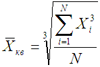 X̄кв = ∛(∑_{i=1}^{N} X_i^3 / N)